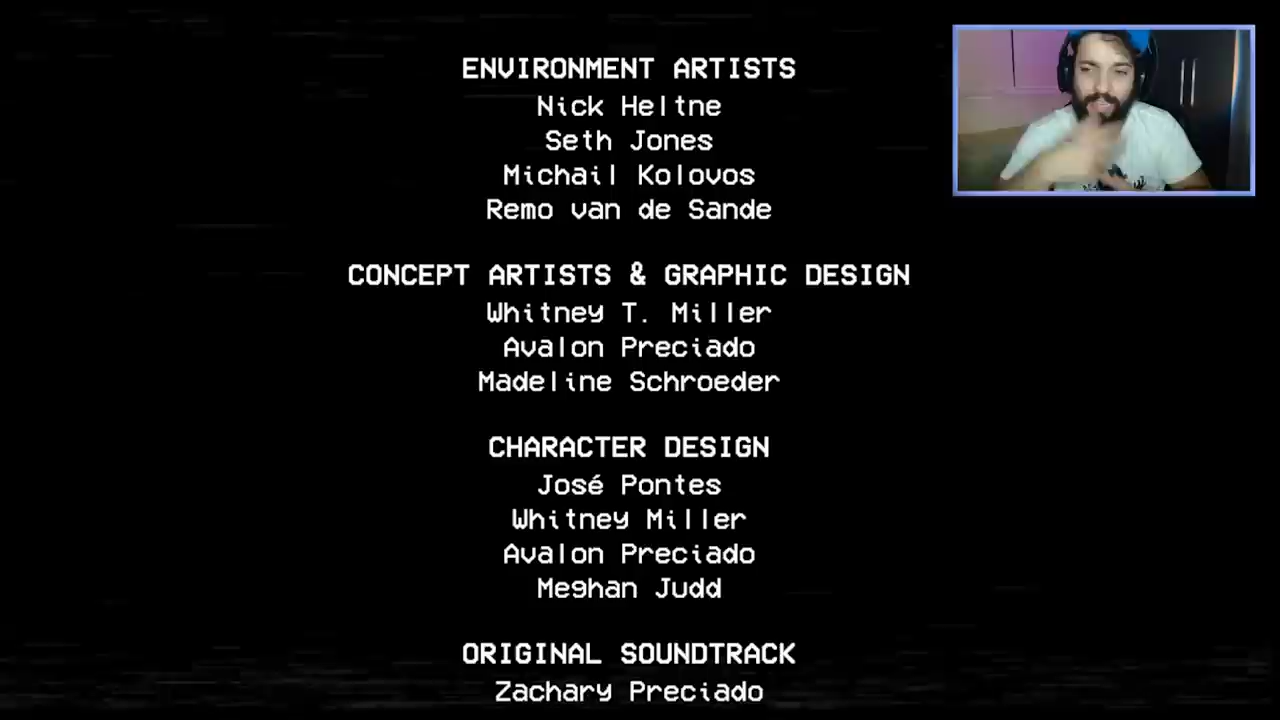 ENVIRONMENT ARTISTS
Nick Heltne
Seth Jones
Michail Kolovos
Remo van de Sande
CONCEPT ARTISTS & GRAPHIC DESIGN
Whitney T. Miller
Avalon Preciado
Madeline Schroeder
CHARACTER DESIGN
José Pontes
Whitney Miller
Avalon Preciado
Meghan Judd
ORIGINAL SOUNDTRACK
Zachary Preciado